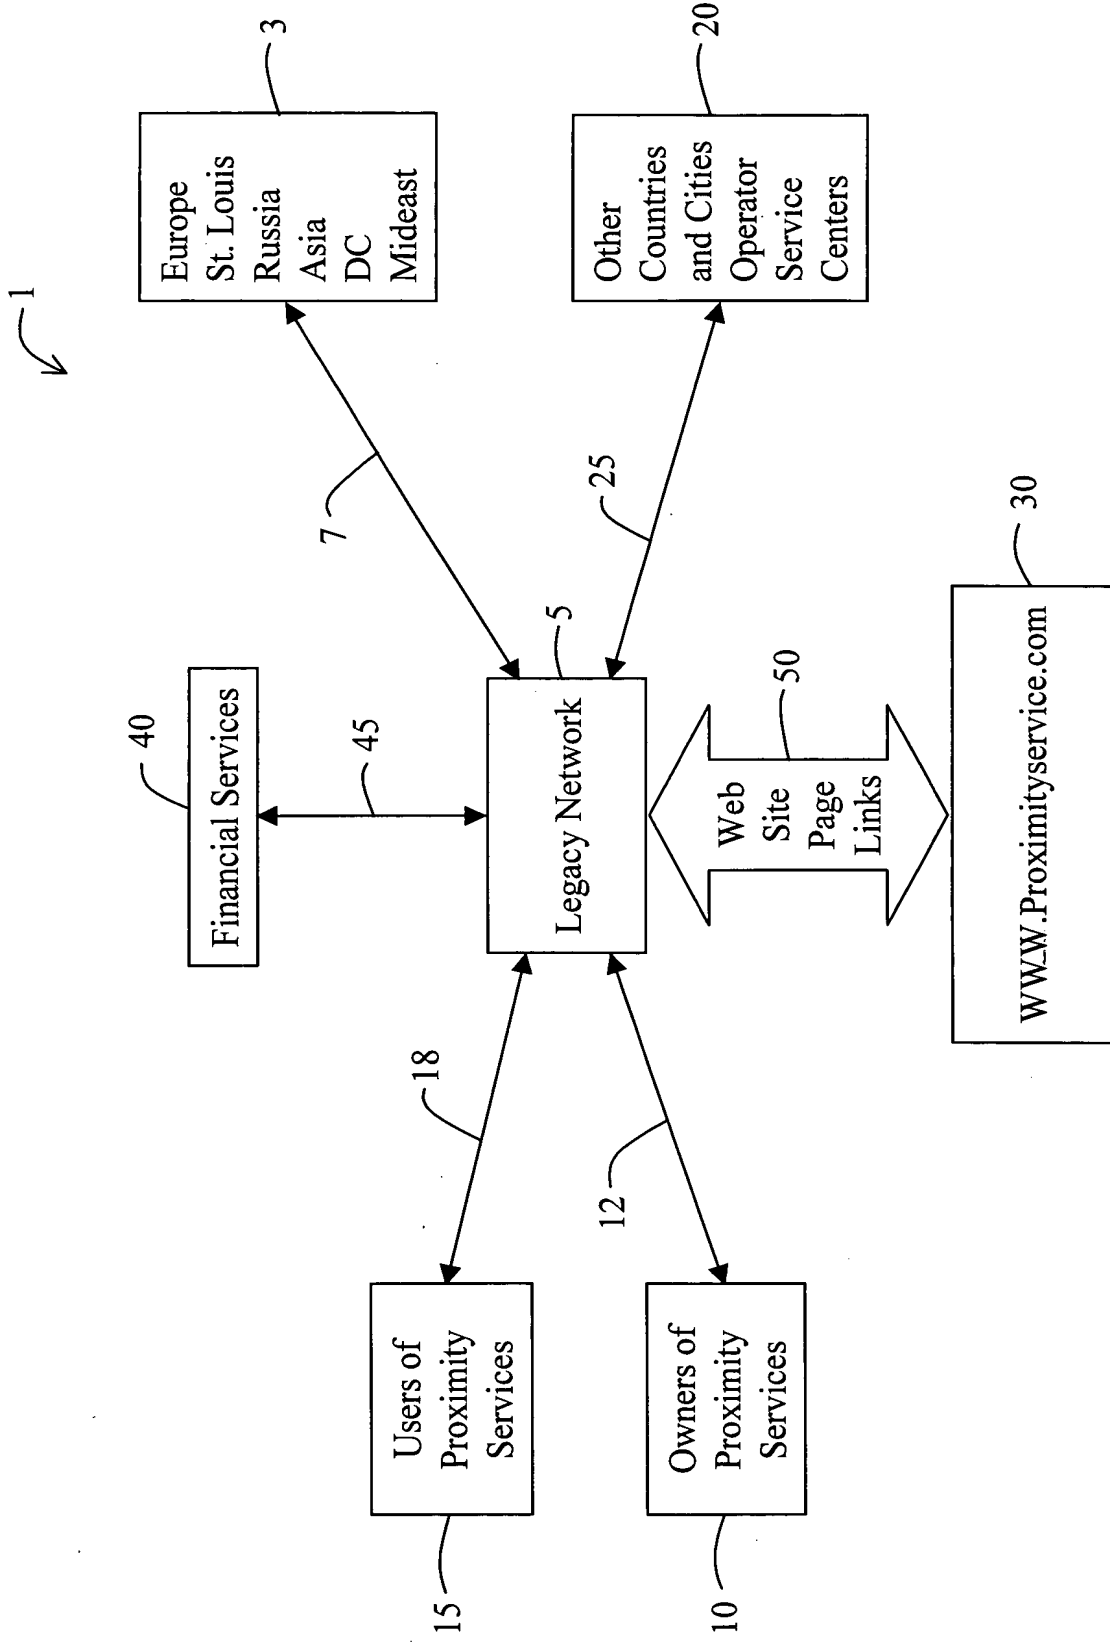 1
40
Financial Services
45
15
Users of
Proximity
Services
18
7
Europe
St. Louis
Russia
Asia
DC
Mideast
3
5
Legacy Network
10
Owners of
Proximity
Services
12
25
Other
Countries
and Cities
Operator
Service
Centers
20
Web
Site
Page
Links
50
WWW.Proximityservice.com
30